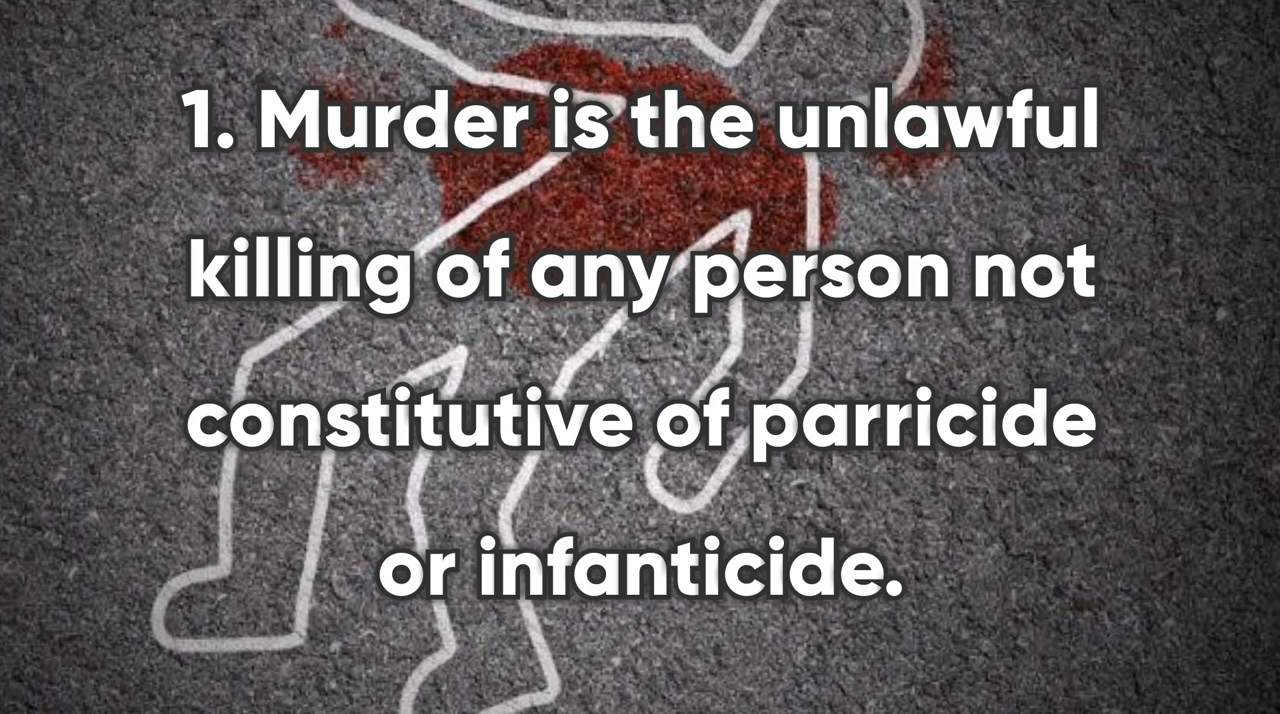 1. Murder is the unlawful
killing of any person not
constitutive of parricide
or infanticide.